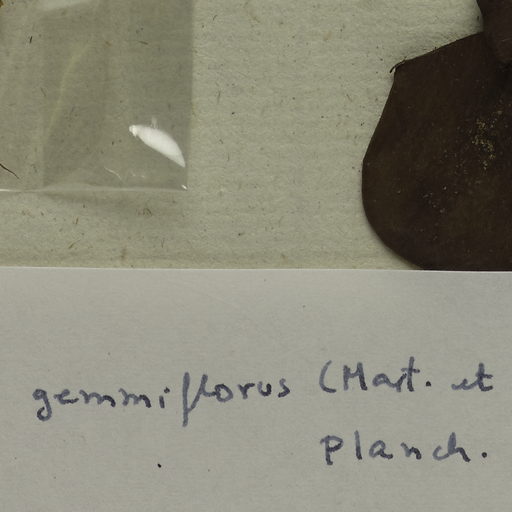 gemmiflorus (Mart. et
Planch.